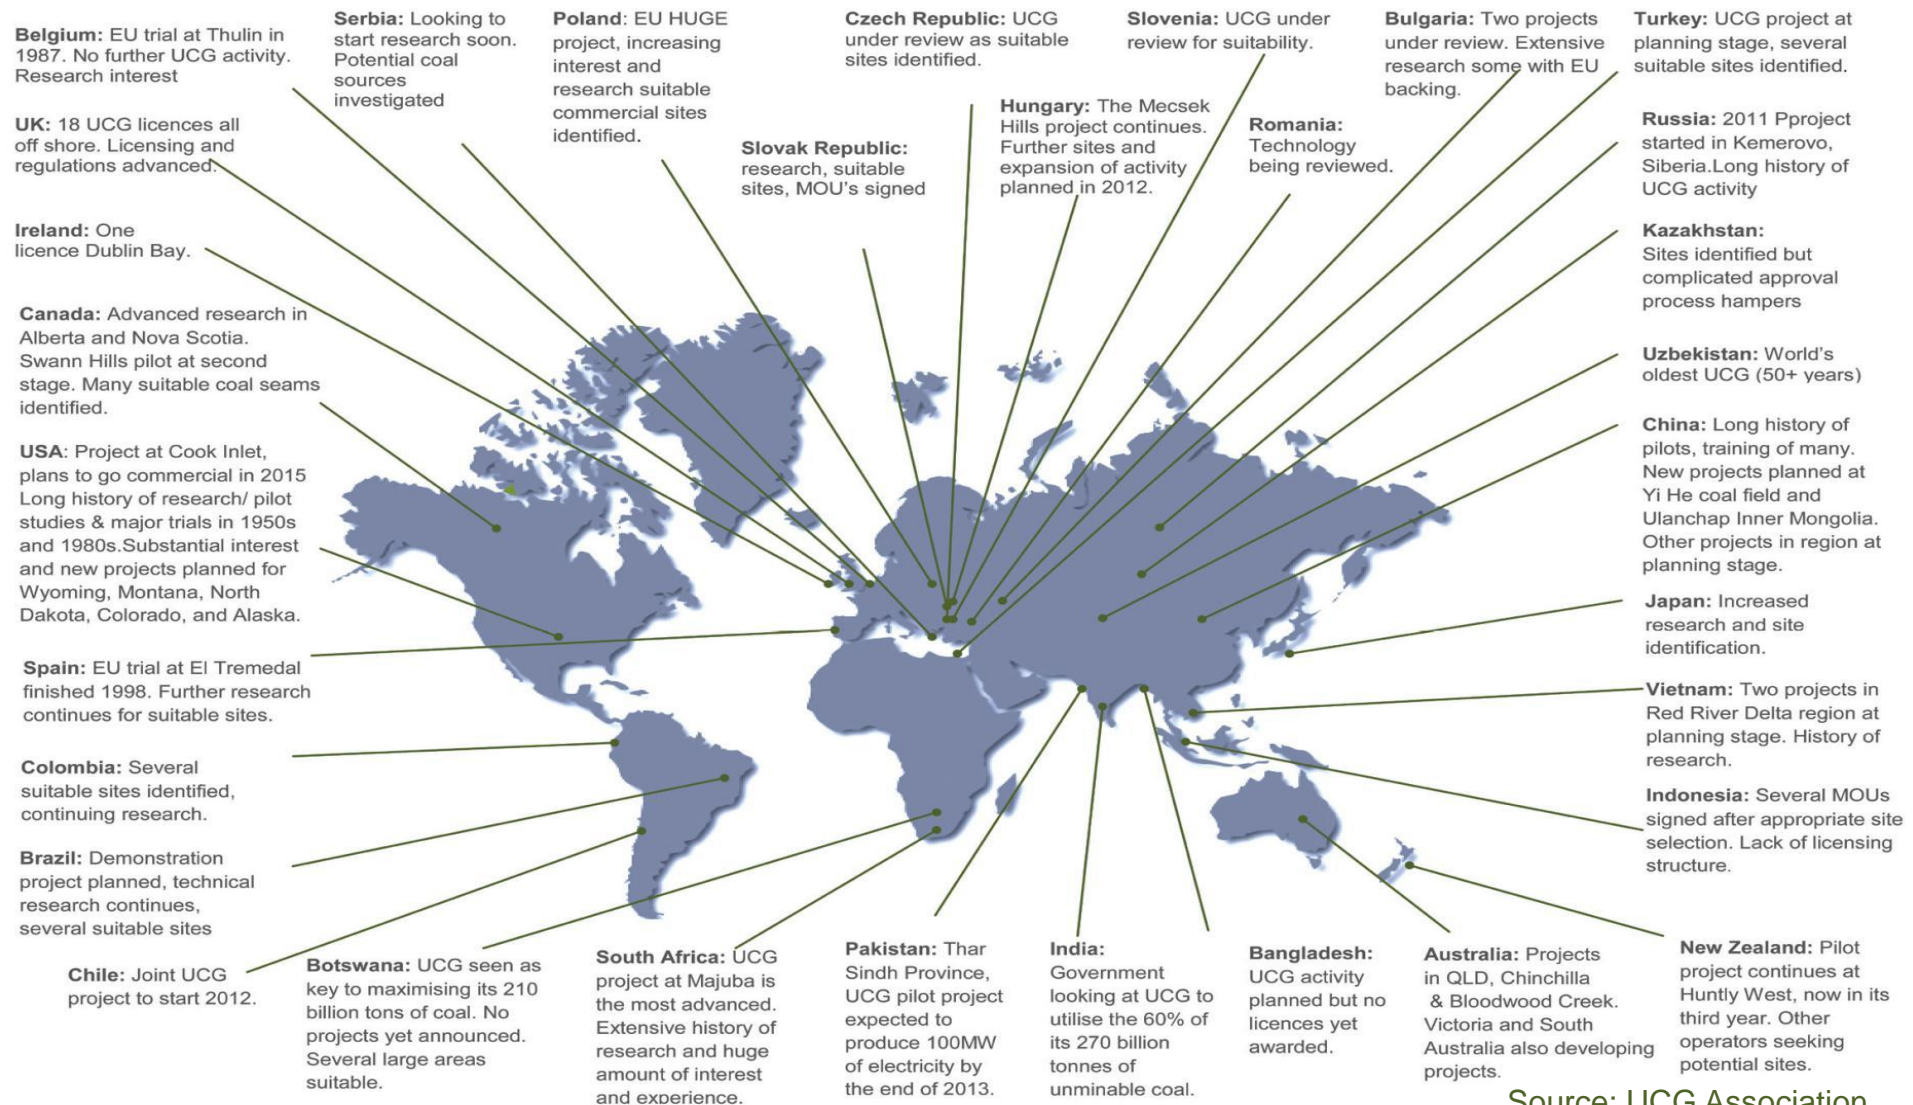 Belgium: EU trial at Thulin in
1987. No further UCG activity.
Research interest
Serbia: Looking to
start research soon.
Potential coal
sources
investigated
Poland: EU HUGE
project, increasing
interest and
research suitable
commercial sites
identified.
Czech Republic: UCG
under review as suitable
sites identified.
Slovenia: UCG under
review for suitability.
Bulgaria: Two projects
under review. Extensive
research some with EU
backing.
Turkey: UCG project at
planning stage, several
suitable sites identified.
UK: 18 UCG licences all
off shore. Licensing and
regulations advanced.
Slovak Republic:
research, suitable
sites, MOU's signed
Hungary: The Mecsek
Hills project continues.
Further sites and
expansion of activity
planned in 2012.
Romania:
Technology
being reviewed.
Russia: 2011 Pproject
started in Kemerovo,
Siberia.Long history of
UCG activity
Ireland: One
licence Dublin Bay.
Kazakhstan:
Sites identified but
complicated approval
process hampers
Canada: Advanced research in
Alberta and Nova Scotia.
Swann Hills pilot at second
stage. Many suitable coal seams
identified.
Uzbekistan: World's
oldest UCG (50+ years)
USA: Project at Cook Inlet,
plans to go commercial in 2015
Long history of research/ pilot
studies & major trials in 1950s
and 1980s.Substantial interest
and new projects planned for
Wyoming, Montana, North
Dakota, Colorado, and Alaska.
China: Long history of
pilots, training of many.
New projects planned at
Yi He coal field and
Ulanchap Inner Mongolia.
Other projects in region at
planning stage.
Japan: Increased
research and site
identification.
Spain: EU trial at El Tremedal
finished 1998. Further research
continues for suitable sites.
Vietnam: Two projects in
Red River Delta region at
planning stage. History of
research.
Colombia: Several
suitable sites identified,
continuing research.
Indonesia: Several MOUs
signed after appropriate site
selection. Lack of licensing
structure.
Brazil: Demonstration
project planned, technical
research continues,
several suitable sites
Chile: Joint UCG
project to start 2012.
Botswana: UCG seen as
key to maximising its 210
billion tons of coal. No
projects yet announced.
Several large areas
suitable.
South Africa: UCG
project at Majuba is
the most advanced.
Extensive history of
research and huge
amount of interest
and experience.
Pakistan: Thar
Sindh Province,
UCG pilot project
expected to
produce 100MW
of electricity by
the end of 2013.
India:
Government
looking at UCG to
utilise the 60% of
its 270 billion
tonnes of
unminable coal.
Bangladesh:
UCG activity
planned but no
licences yet
awarded.
Australia: Projects
in QLD, Chinchilla
& Bloodwood Creek.
Victoria and South
Australia also developing
projects.
New Zealand: Pilot
project continues at
Huntly West, now in its
third year. Other
operators seeking
potential sites.
Source: UCG Association